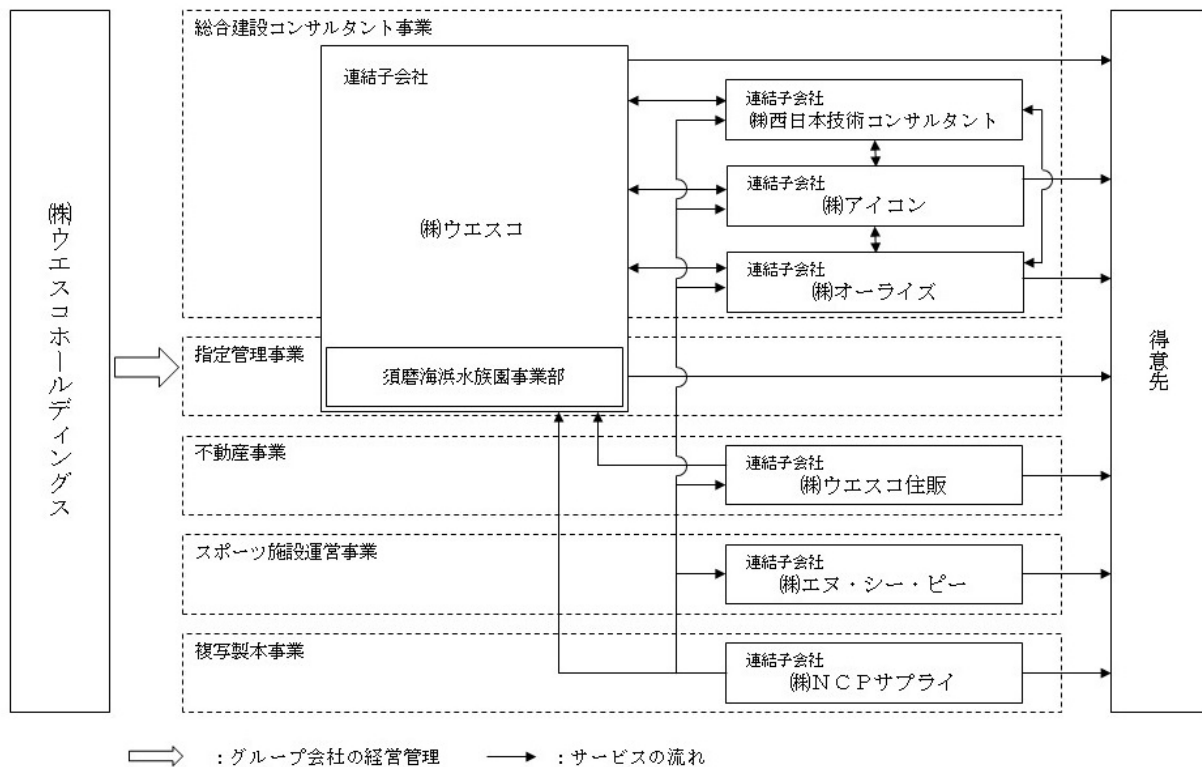 ㈱ウエスコホールディングス
総合建設コンサルタント事業
連結子会社
㈱ウエスコ
連結子会社
㈱西日本技術コンサルタント
連結子会社
㈱アイコン
連結子会社
㈱オーライズ
指定管理事業
須磨海浜水族園事業部
不動産事業
連結子会社
㈱ウエスコ住販
スポーツ施設運営事業
連結子会社
㈱エヌ・シー・ピー
複写製本事業
連結子会社
㈱ＮＣＰサプライ
得意先
：グループ会社の経営管理
：サービスの流れ